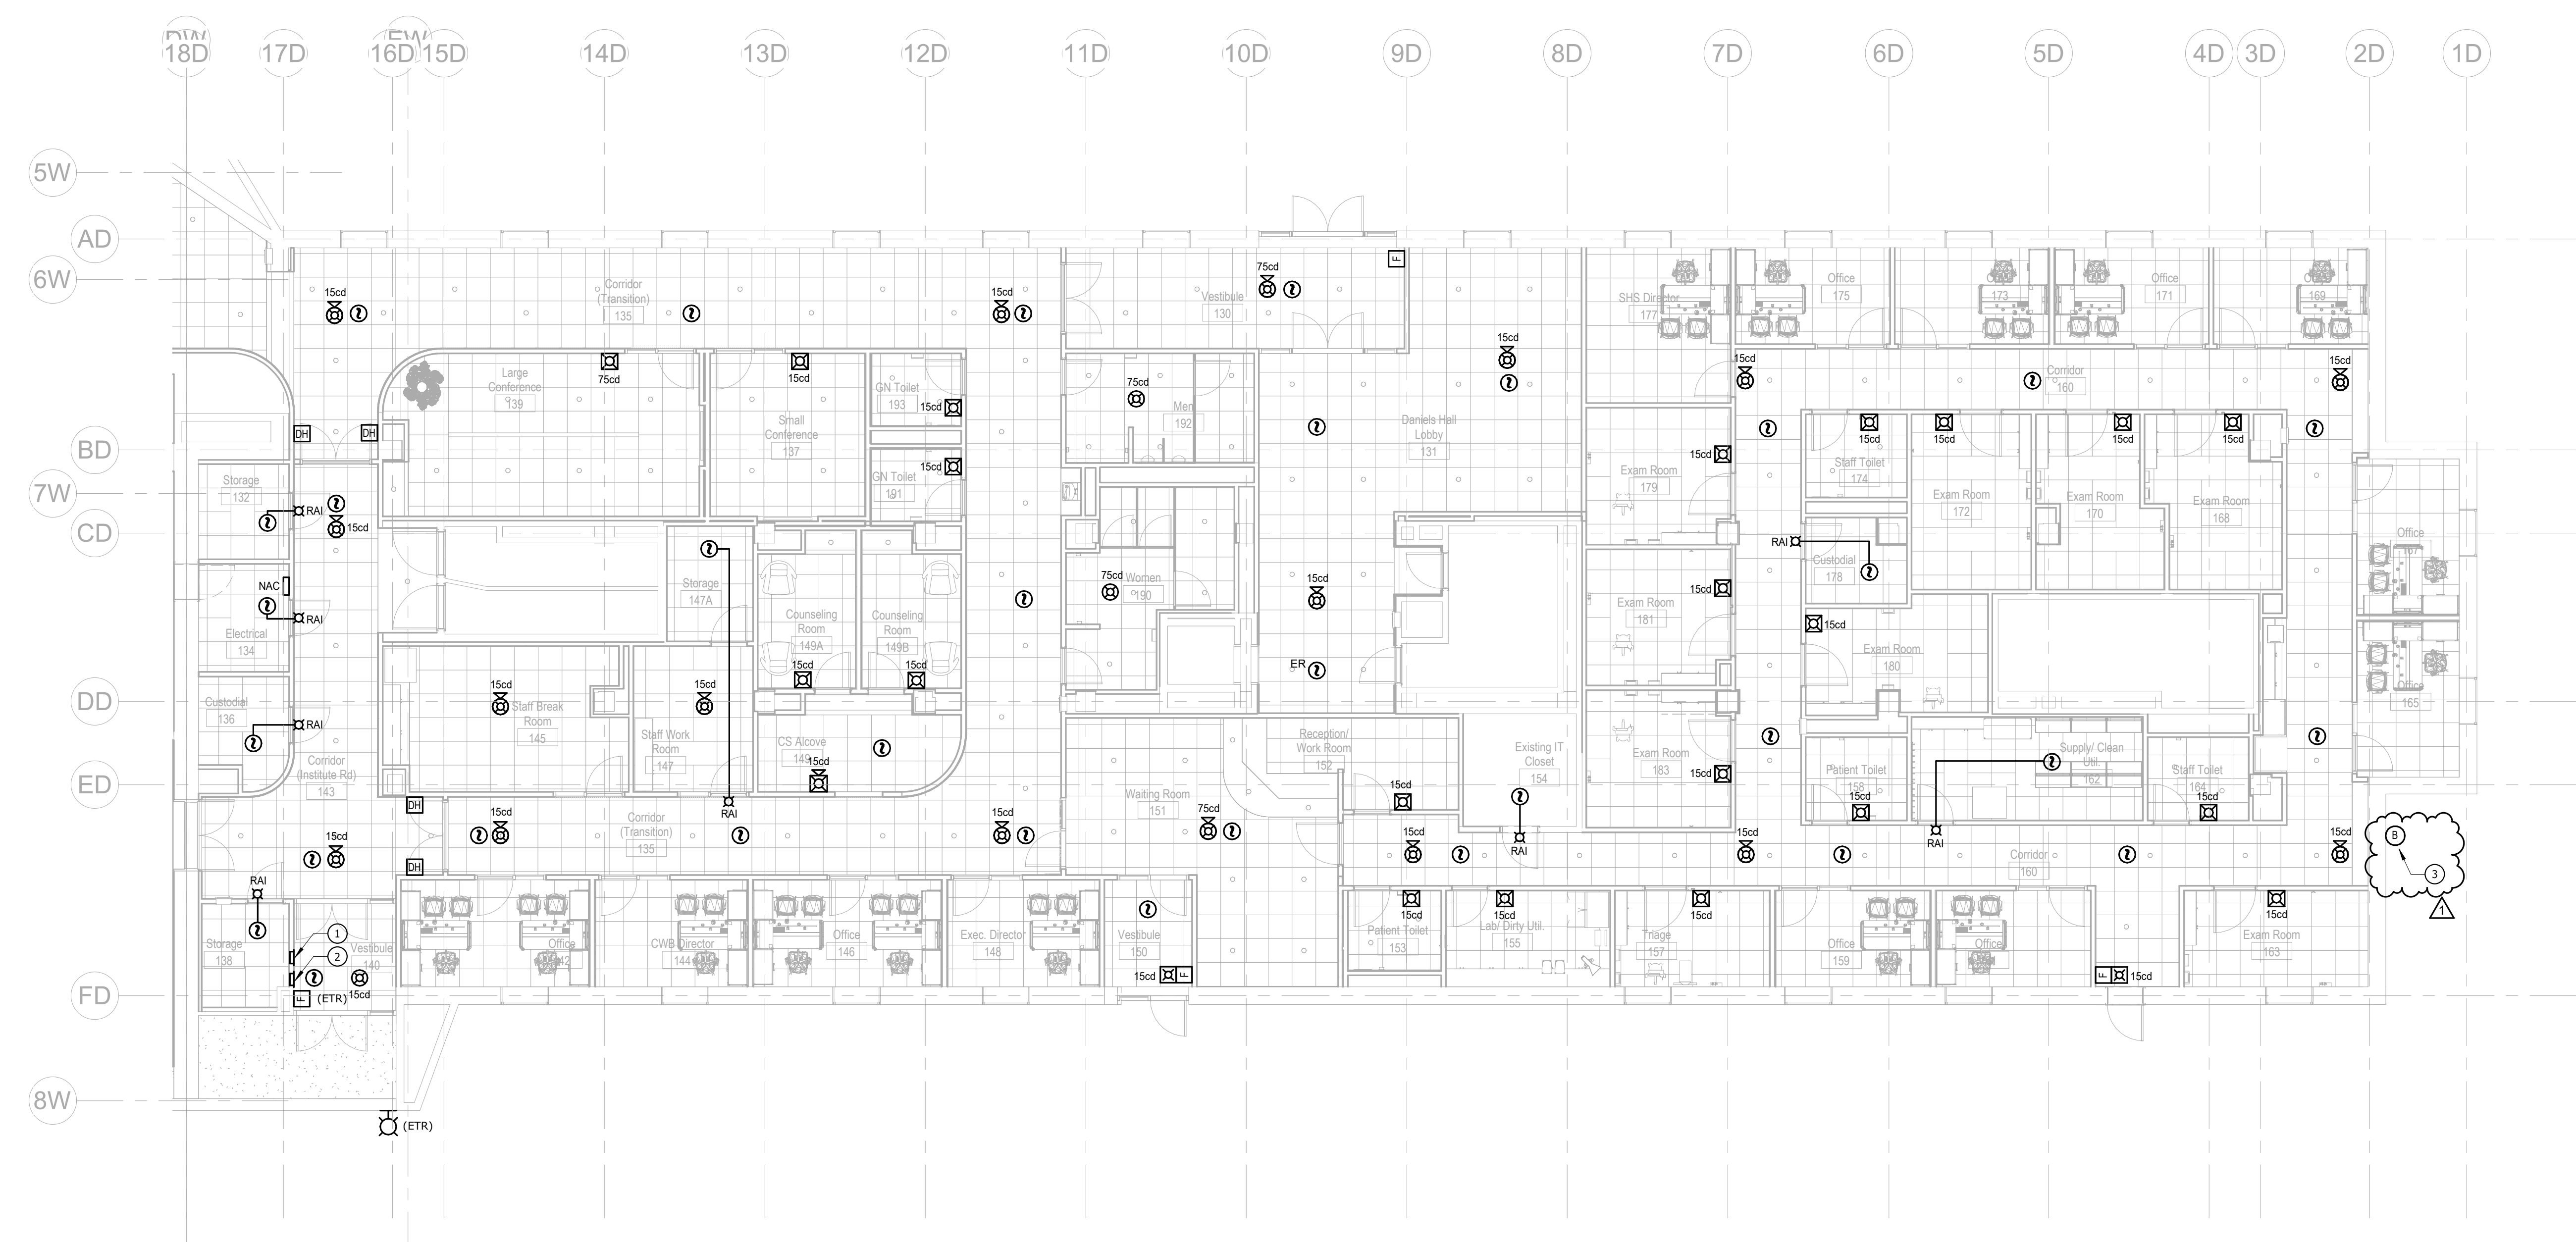 DW
EW
18D
17D
16D
15D
14D
13D
12D
11D
10D
9D
8D
7D
6D
5D
4D
3D
2D
1D
5W
AD
6W
BD
7W
CD
DD
ED
FD
8W
15cd
Corridor
(Transition)
135
15cd
Vestibule
130
75cd
F
15cd
SHS Director
177
Office
175
173
Office
171
169
15cd
Corridor
160
15cd
Large
Conference
139
75cd
15cd
Small
Conference
137
GN Toilet
193
15cd
GN Toilet
191
15cd
75cd
Men
192
Daniels Hall
Lobby
131
Exam Room
179
15cd
Staff Toilet
174
15cd
15cd
Exam Room
172
15cd
Exam Room
170
15cd
Exam Room
168
DH
DH
Storage
132
RAI
15cd
NAC
RAI
Electrical
134
Storage
147A
Counseling
Room
149A
15cd
Counseling
Room
149B
15cd
75cd
Women
190
15cd
ER
Exam Room
181
15cd
RAI
Custodial
178
15cd
Exam Room
180
Office
167
Office
165
Custodial
136
RAI
15cd
Staff Break
Room
145
15cd
Staff Work
Room
147
CS Alcove
149
15cd
Reception/
Work Room
152
15cd
Existing IT
Closet
154
Exam Room
183
15cd
Patient Toilet
158
15cd
Supply/ Clean
Util.
162
Staff Toilet
164
15cd
Corridor
(Institute Rd)
143
DH
DH
15cd
15cd
Corridor
(Transition)
135
RAI
15cd
Waiting Room
151
75cd
15cd
RAI
15cd
RAI
Corridor
160
15cd
B
3
1
RAI
Storage
138
1
2
Vestibule
140
15cd
F
(ETR)
Office
CWB Director
144
Office
146
Exec. Director
148
Vestibule
150
15cd
F
15cd
Patient Toilet
153
15cd
Lab/ Dirty Util.
155
15cd
Triage
157
Office
159
Office
F
15cd
15cd
Exam Room
163
(ETR)